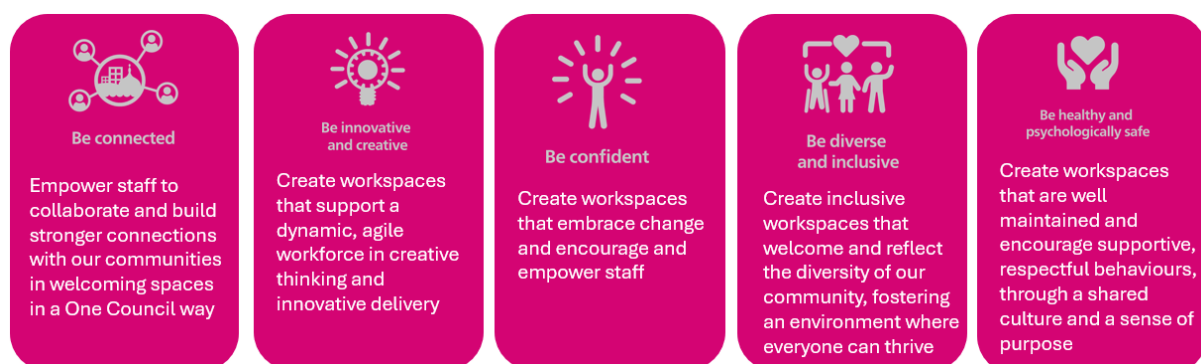 Be connected
Empower staff to
collaborate and build
stronger connections
with our communities
in welcoming spaces
in a One Council way
Be innovative
and creative
Create workspaces
that support a
dynamic, agile
workforce in creative
thinking and
innovative delivery
Be confident
Create workspaces
that embrace change
and encourage and
empower staff
Be diverse
and inclusive
Create inclusive
workspaces that
welcome and reflect
the diversity of our
community, fostering
an environment where
everyone can thrive
Be healthy and
psychologically safe
Create workspaces
that are well
maintained and
encourage supportive,
respectful behaviours,
through a shared
culture and a sense of
purpose